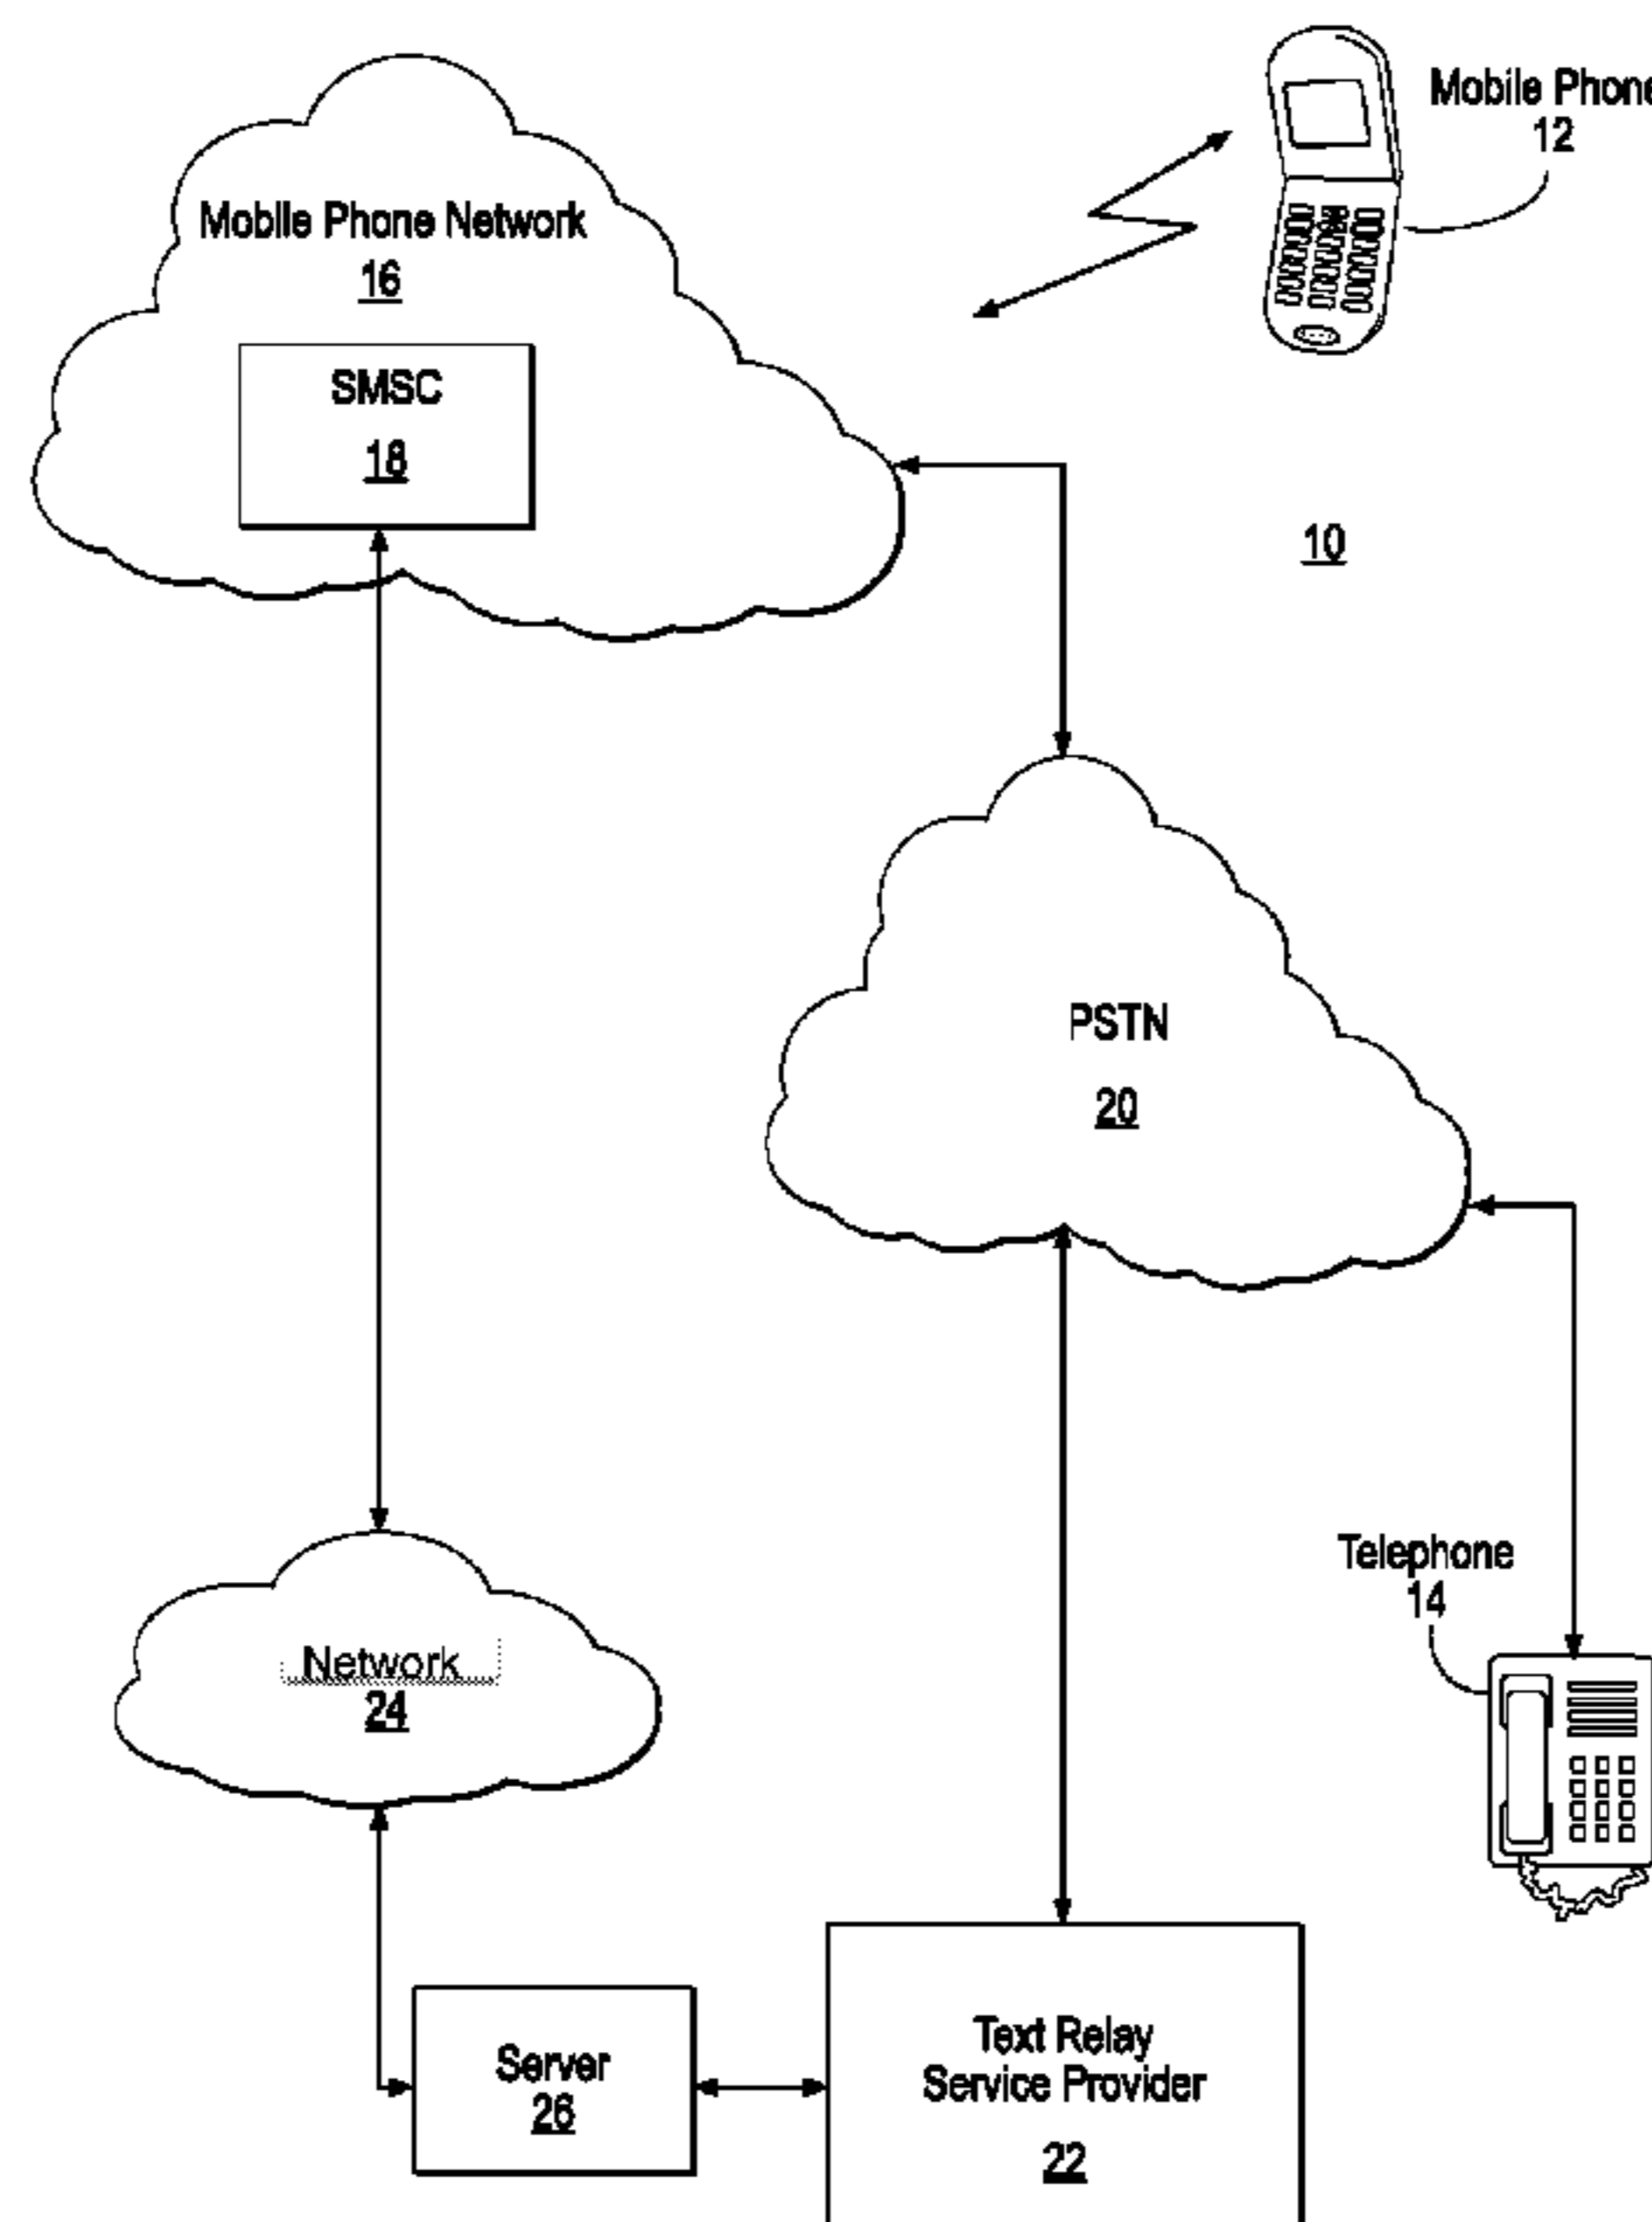 Mobile Phone
12
Mobile Phone Network
16
SMSC
18
10
PSTN
20
Telephone
14
Network
24
Server
26
Text Relay
Service Provider
22